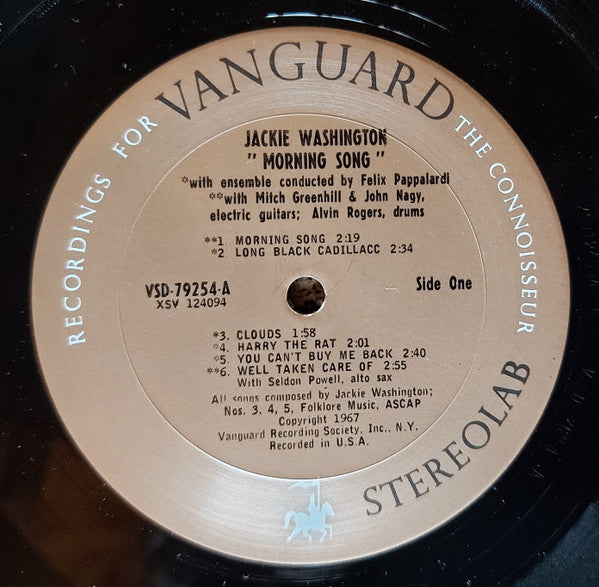 RECORDINGS FOR VANGUARD THE CONNOISSEUR
JACKIE WASHINGTON
" MORNING SONG "
*with ensemble conducted by Felix Pappalardi
**with Mitch Greenhill & John Nagy,
electric guitars; Alvin Rogers, drums
**1 MORNING SONG 2:19
*2 LONG BLACK CADILLACC 2:34
VSD-79254-A
XSV 124094
Side One
*3. CLOUDS 1:58
*4. HARRY THE RAT 2:01
*5. YOU CAN'T BUY ME BACK 2:40
**6. WELL TAKEN CARE OF 2:55
With Seldon Powell, alto sax
All songs composed by Jackie Washington;
Nos. 3, 4, 5, Folklore Music, ASCAP
Copyright 1967
Vanguard Recording Society, Inc., N.Y.
Recorded in U.S.A.
STEREOLAB